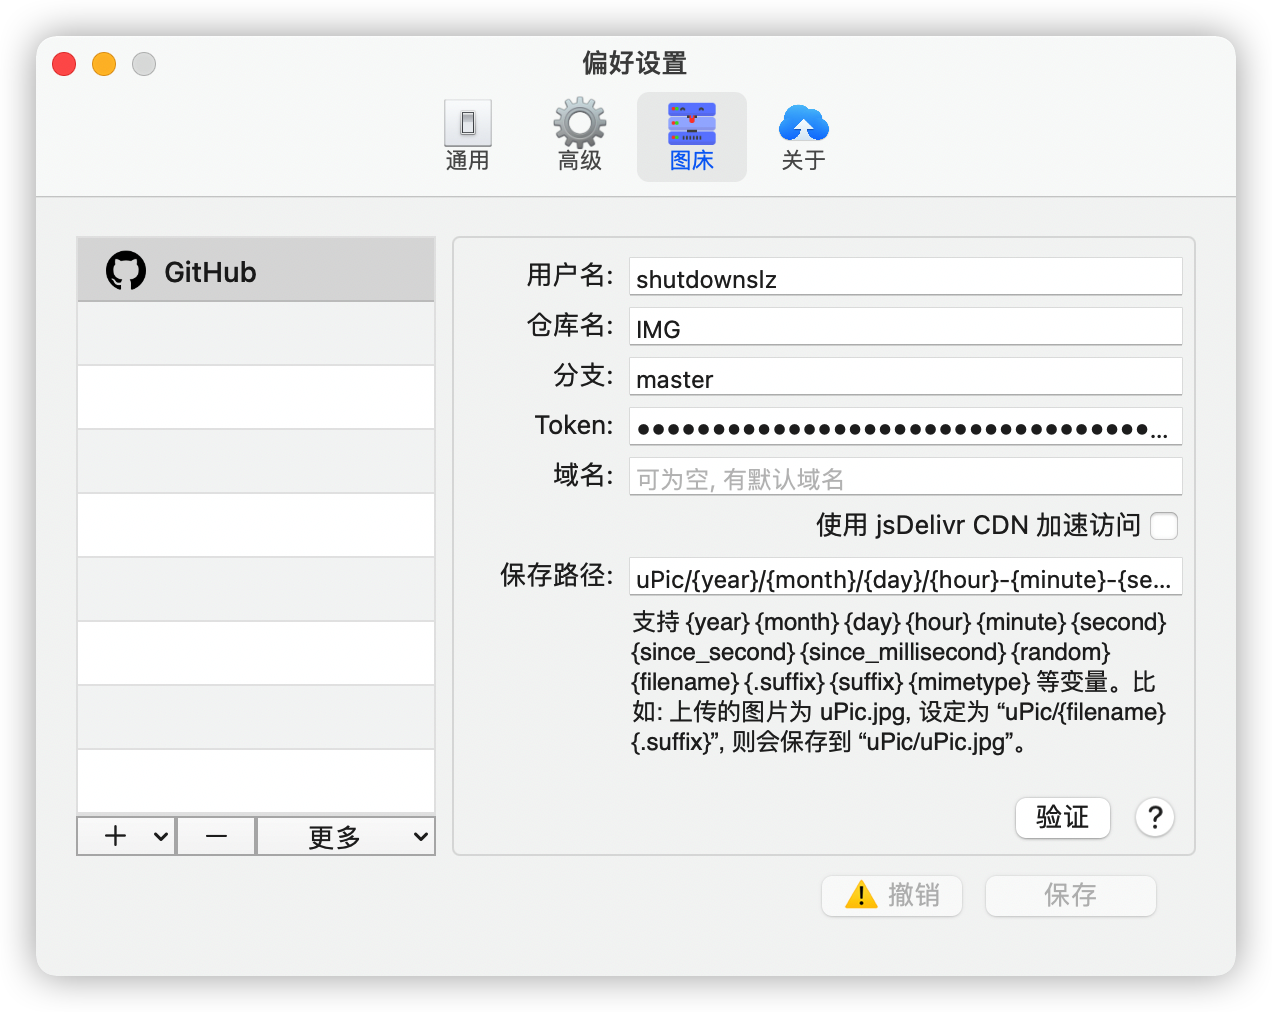 偏好设置
通用
高级
图床
关于
GitHub
用户名:
shutdownslz
仓库名:
IMG
分支:
master
Token:
●●●●●●●●●●●●●●●●●●●●●●●●●●●●●●●●●●...
域名:
可为空, 有默认域名
使用 jsDelivr CDN 加速访问
保存路径:
uPic/{year}/{month}/{day}/{hour}-{minute}-{se...
支持 {year} {month} {day} {hour} {minute} {second}
{since_second} {since_millisecond} {random}
{filename} {.suffix} {suffix} {mimetype} 等变量。比
如: 上传的图片为 uPic.jpg, 设定为 “uPic/{filename}
{.suffix}”, 则会保存到 “uPic/uPic.jpg”。
验证
?
更多
撤销
保存